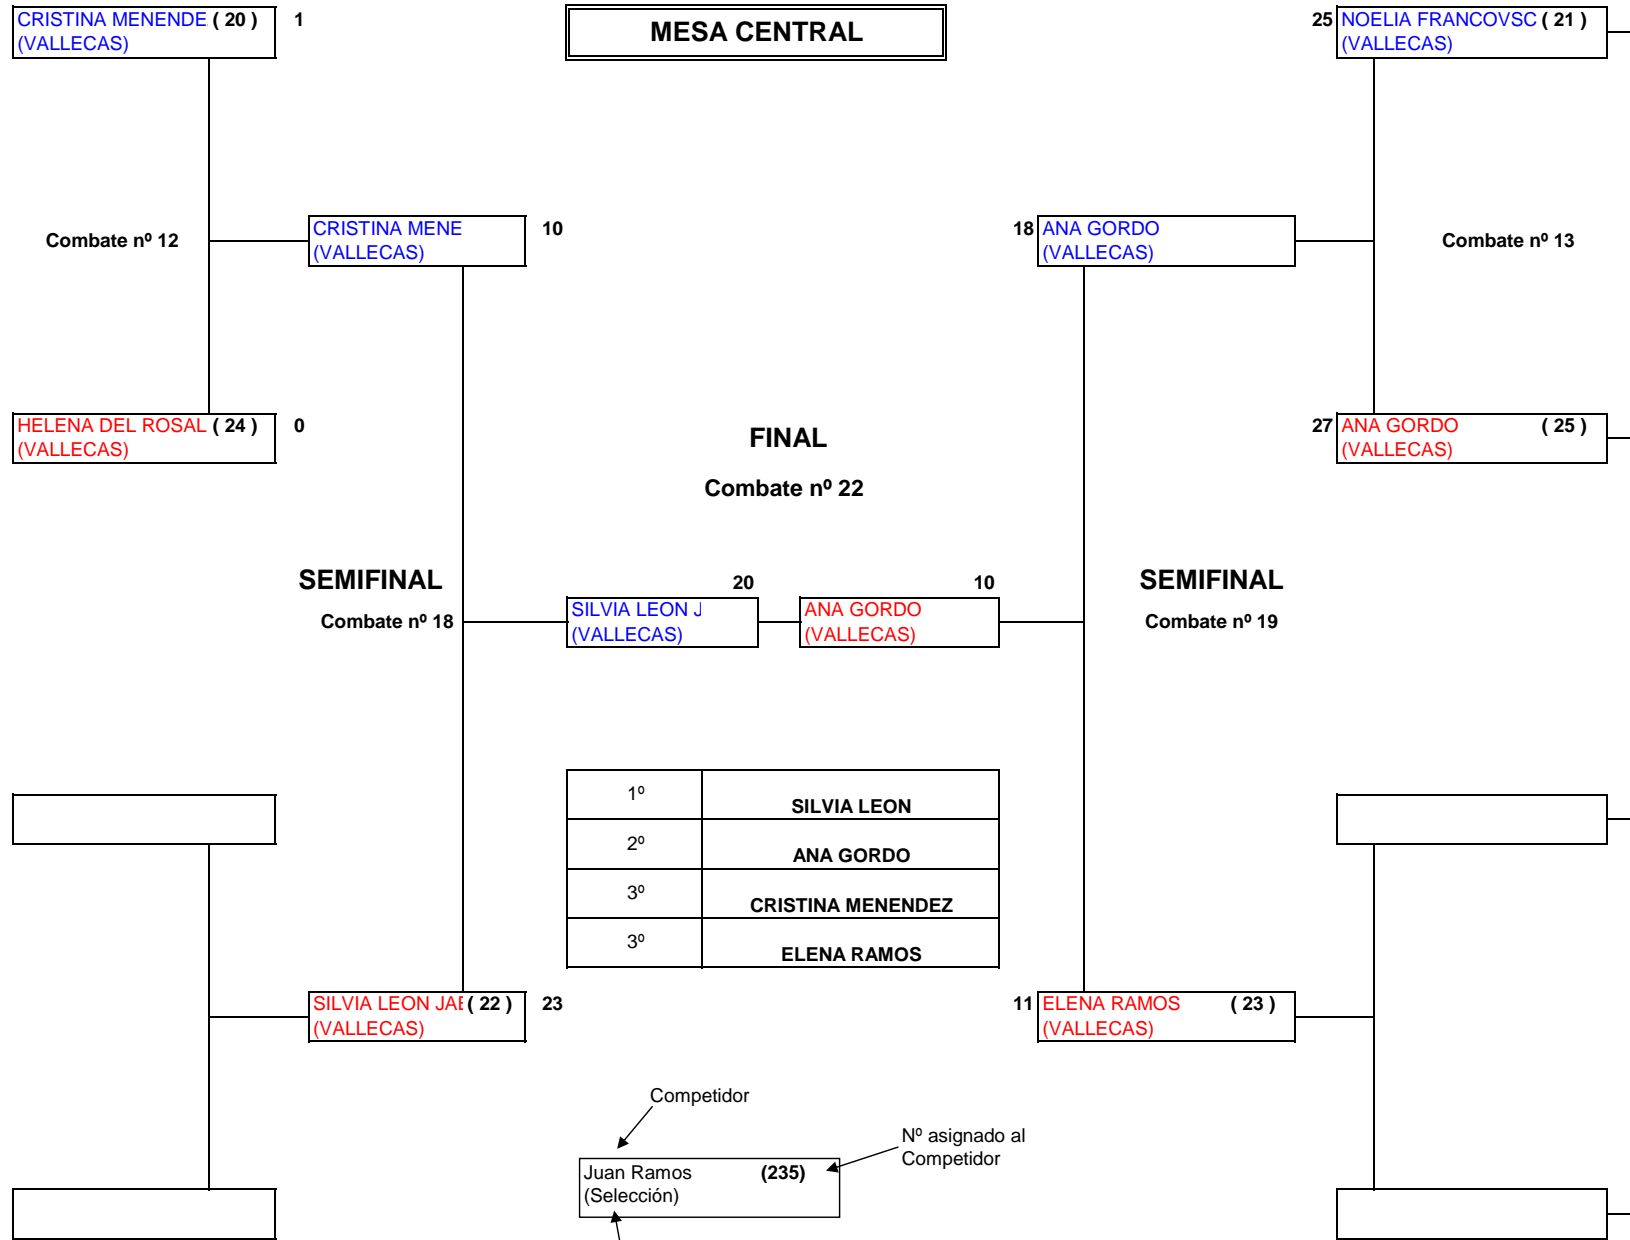 CRISTINA MENENDE ( 20 ) 1
(VALLECAS)
MESA CENTRAL
25 NOELIA FRANCOVSC ( 21 )
(VALLECAS)
Combate nº 12
CRISTINA MENE 10
(VALLECAS)
18 ANA GORDO
(VALLECAS)
Combate nº 13
HELENA DEL ROSAL ( 24 ) 0
(VALLECAS)
FINAL
Combate nº 22
27 ANA GORDO ( 25 )
(VALLECAS)
SEMIFINAL
Combate nº 18
20
SILVIA LEON J
(VALLECAS)
10
ANA GORDO
(VALLECAS)
SEMIFINAL
Combate nº 19
1º SILVIA LEON
2º ANA GORDO
3º CRISTINA MENENDEZ
3º ELENA RAMOS
SILVIA LEON JAE ( 22 ) 23
(VALLECAS)
11 ELENA RAMOS ( 23 )
(VALLECAS)
Competidor
Nº asignado al
Competidor
Juan Ramos (235)
(Selección)